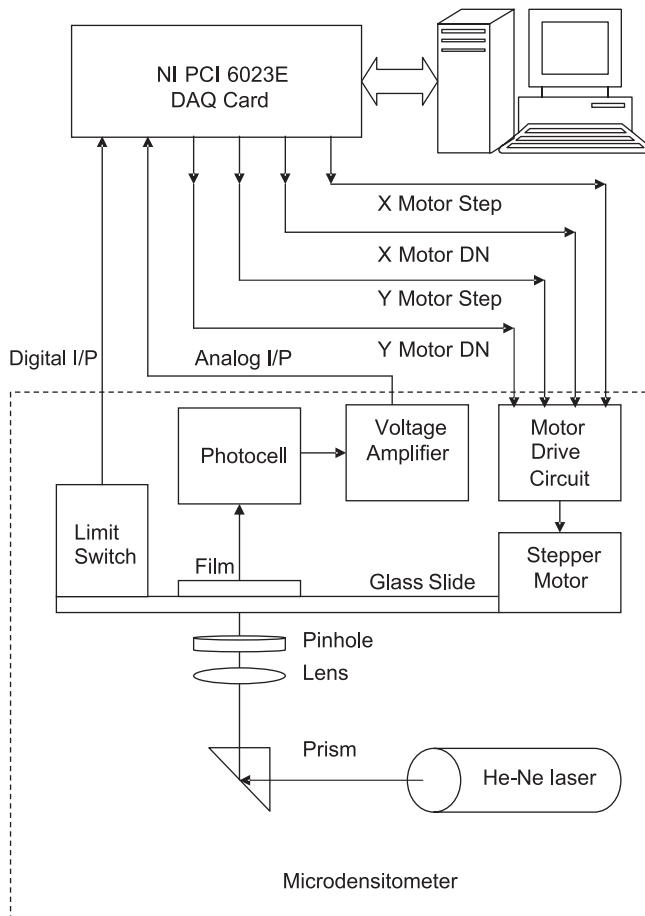 NI PCI 6023E
DAQ Card
X Motor Step
X Motor DN
Y Motor Step
Y Motor DN
Digital I/P
Analog I/P
Photocell
Voltage
Amplifier
Motor
Drive
Circuit
Limit
Switch
Film
Glass Slide
Stepper
Motor
Pinhole
Lens
Prism
He-Ne laser
Microdensitometer